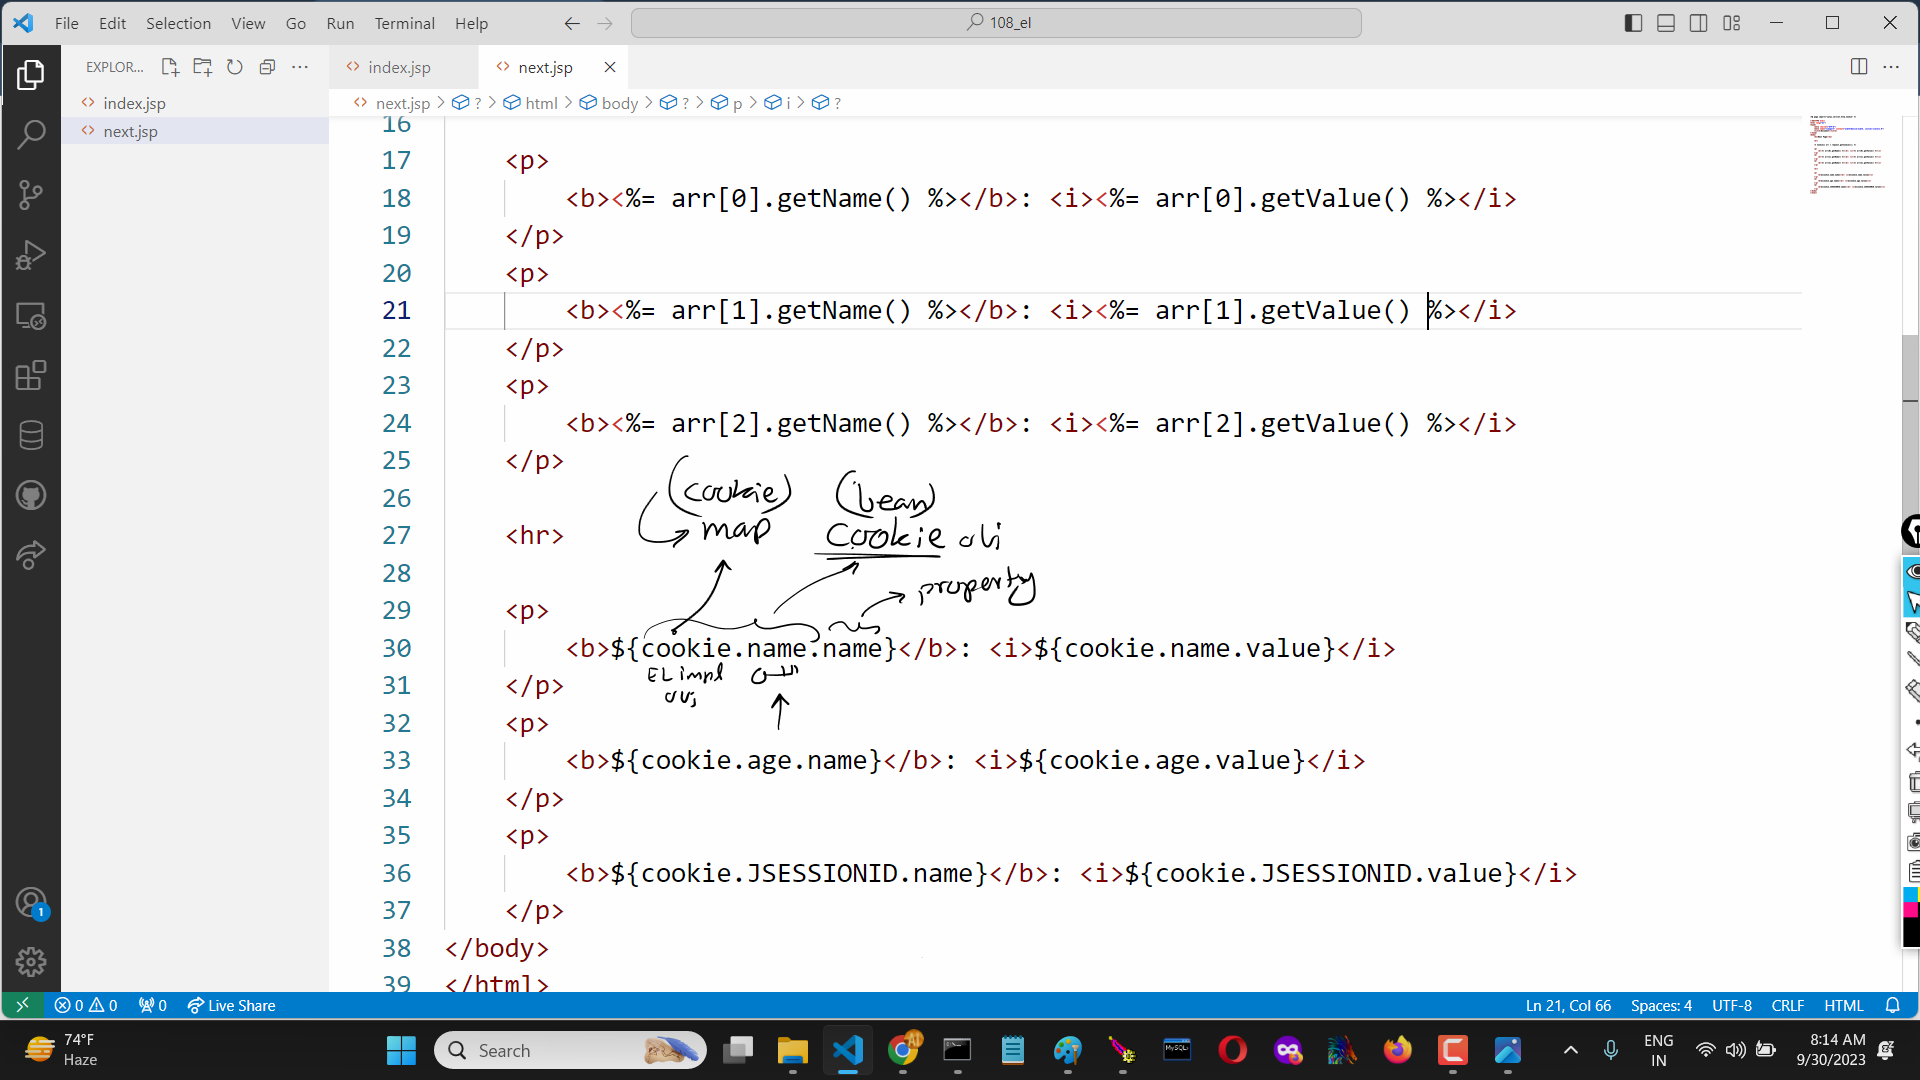 File Edit Selection View Go Run Terminal Help
108_el
EXPLOR...
index.jsp
next.jsp
index.jsp
next.jsp
next.jsp > ? > html > body > ? > p > i > ?
16
17 <p>
18 <b><%= arr[0].getName() %></b>: <i><%= arr[0].getValue() %></i>
19 </p>
20 <p>
21 <b><%= arr[1].getName() %></b>: <i><%= arr[1].getValue() %></i>
22 </p>
23 <p>
24 <b><%= arr[2].getName() %></b>: <i><%= arr[2].getValue() %></i>
25 </p>
26
(cookie) (bean)
map Cookie obj
27 <hr>
28
property
29 <p>
30 <b>${cookie.name.name}</b>: <i>${cookie.name.value}</i>
EL impl
obj
31 </p>
32 <p>
33 <b>${cookie.age.name}</b>: <i>${cookie.age.value}</i>
34 </p>
35 <p>
36 <b>${cookie.JSESSIONID.name}</b>: <i>${cookie.JSESSIONID.value}</i>
37 </p>
38 </body>
39 </html>
1
0 0 0 Live Share
Ln 21, Col 66 Spaces: 4 UTF-8 CRLF HTML
74°F
Haze
Search
ENG
IN
8:14 AM
9/30/2023